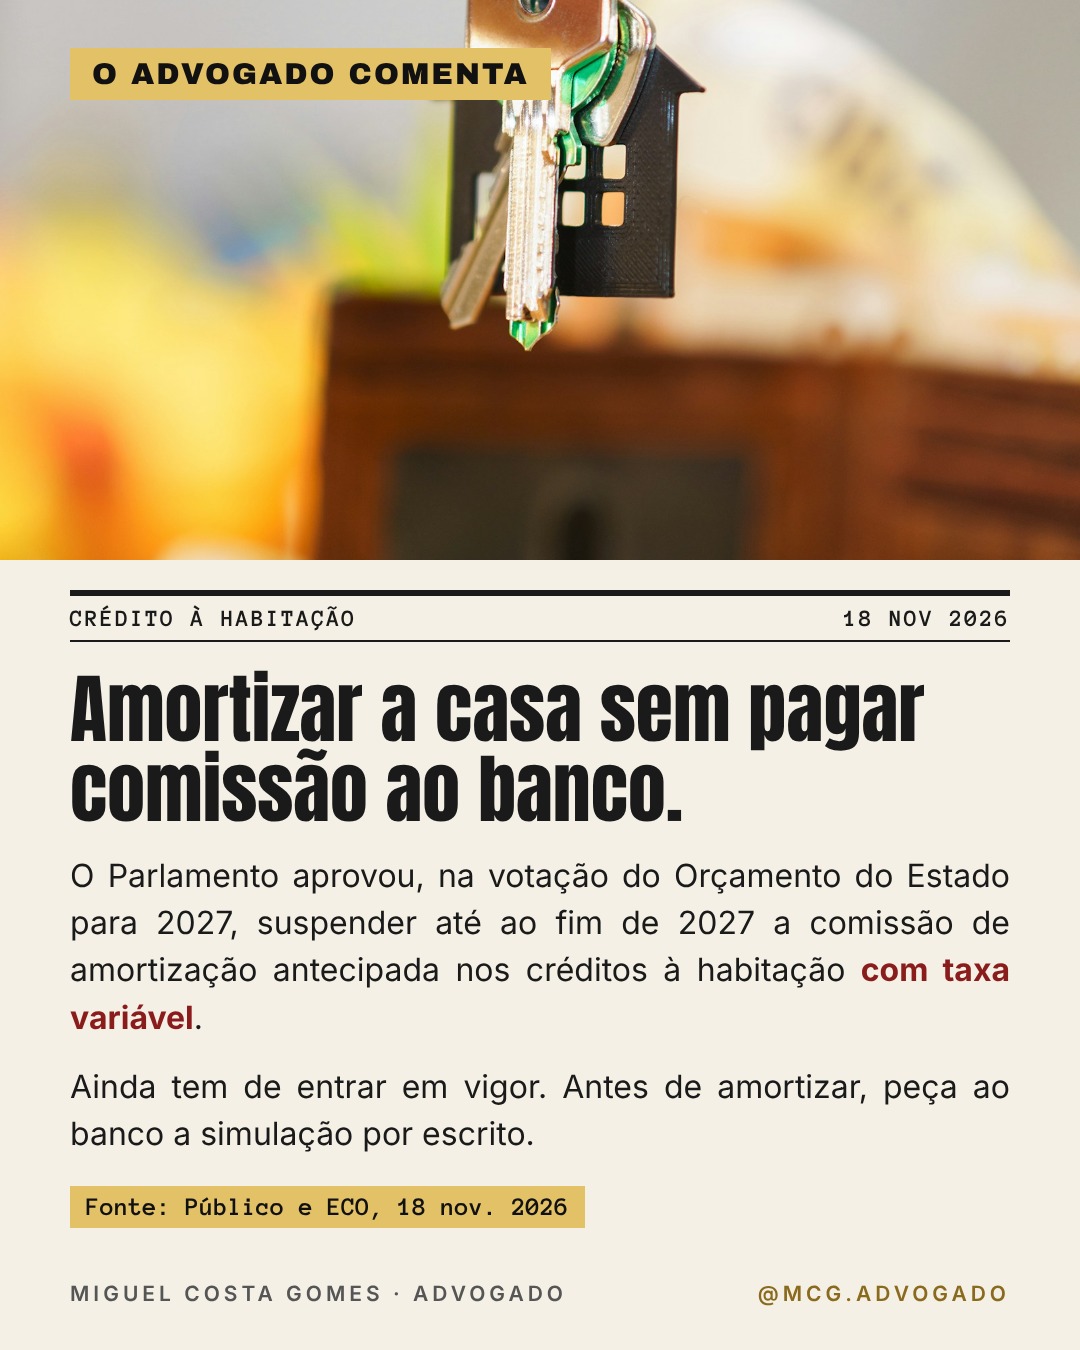 O ADVOGADO COMENTA
CRÉDITO À HABITAÇÃO
18 NOV 2026
Amortizar a casa sem pagar
comissão ao banco.
O Parlamento aprovou, na votação do Orçamento do Estado
para 2027, suspender até ao fim de 2027 a comissão de
amortização antecipada nos créditos à habitação com taxa
variável.
Ainda tem de entrar em vigor. Antes de amortizar, peça ao
banco a simulação por escrito.
Fonte: Público e ECO, 18 nov. 2026
MIGUEL COSTA GOMES · ADVOGADO
@MCG.ADVOGADO